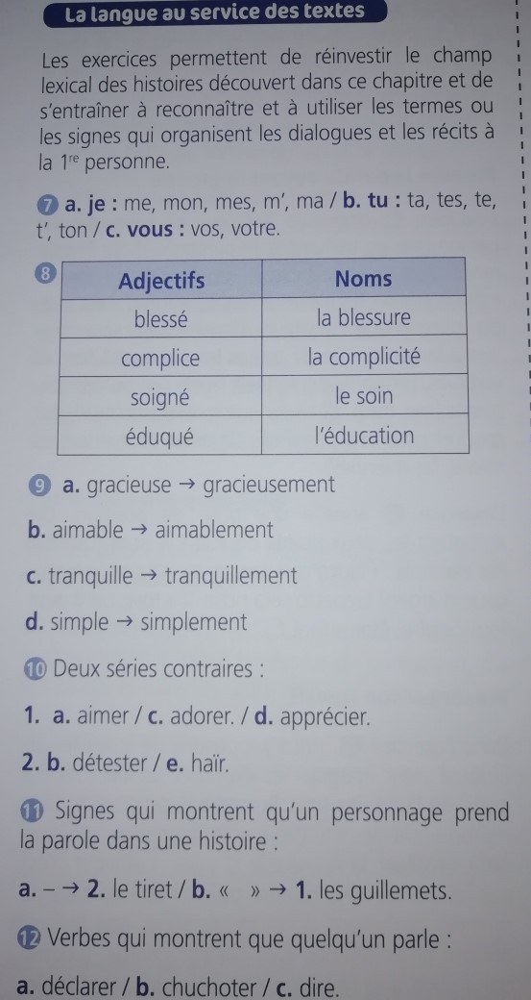 La langue au service des textes
Les exercices permettent de réinvestir le champ
lexical des histoires découvert dans ce chapitre et de
s'entraîner à reconnaître et à utiliser les termes ou
les signes qui organisent les dialogues et les récits à
la 1re personne.
7 a. je : me, mon, mes, m', ma / b. tu : ta, tes, te,
t', ton / c. vous : vos, votre.
8 Adjectifs Noms
blessé la blessure
complice la complicité
soigné le soin
éduqué l'éducation
9 a. gracieuse → gracieusement
b. aimable → aimablement
c. tranquille → tranquillement
d. simple → simplement
10 Deux séries contraires :
1. a. aimer / c. adorer. / d. apprécier.
2. b. détester / e. haïr.
11 Signes qui montrent qu'un personnage prend
la parole dans une histoire :
a. – → 2. le tiret / b. « » → 1. les guillemets.
12 Verbes qui montrent que quelqu'un parle :
a. déclarer / b. chuchoter / c. dire.